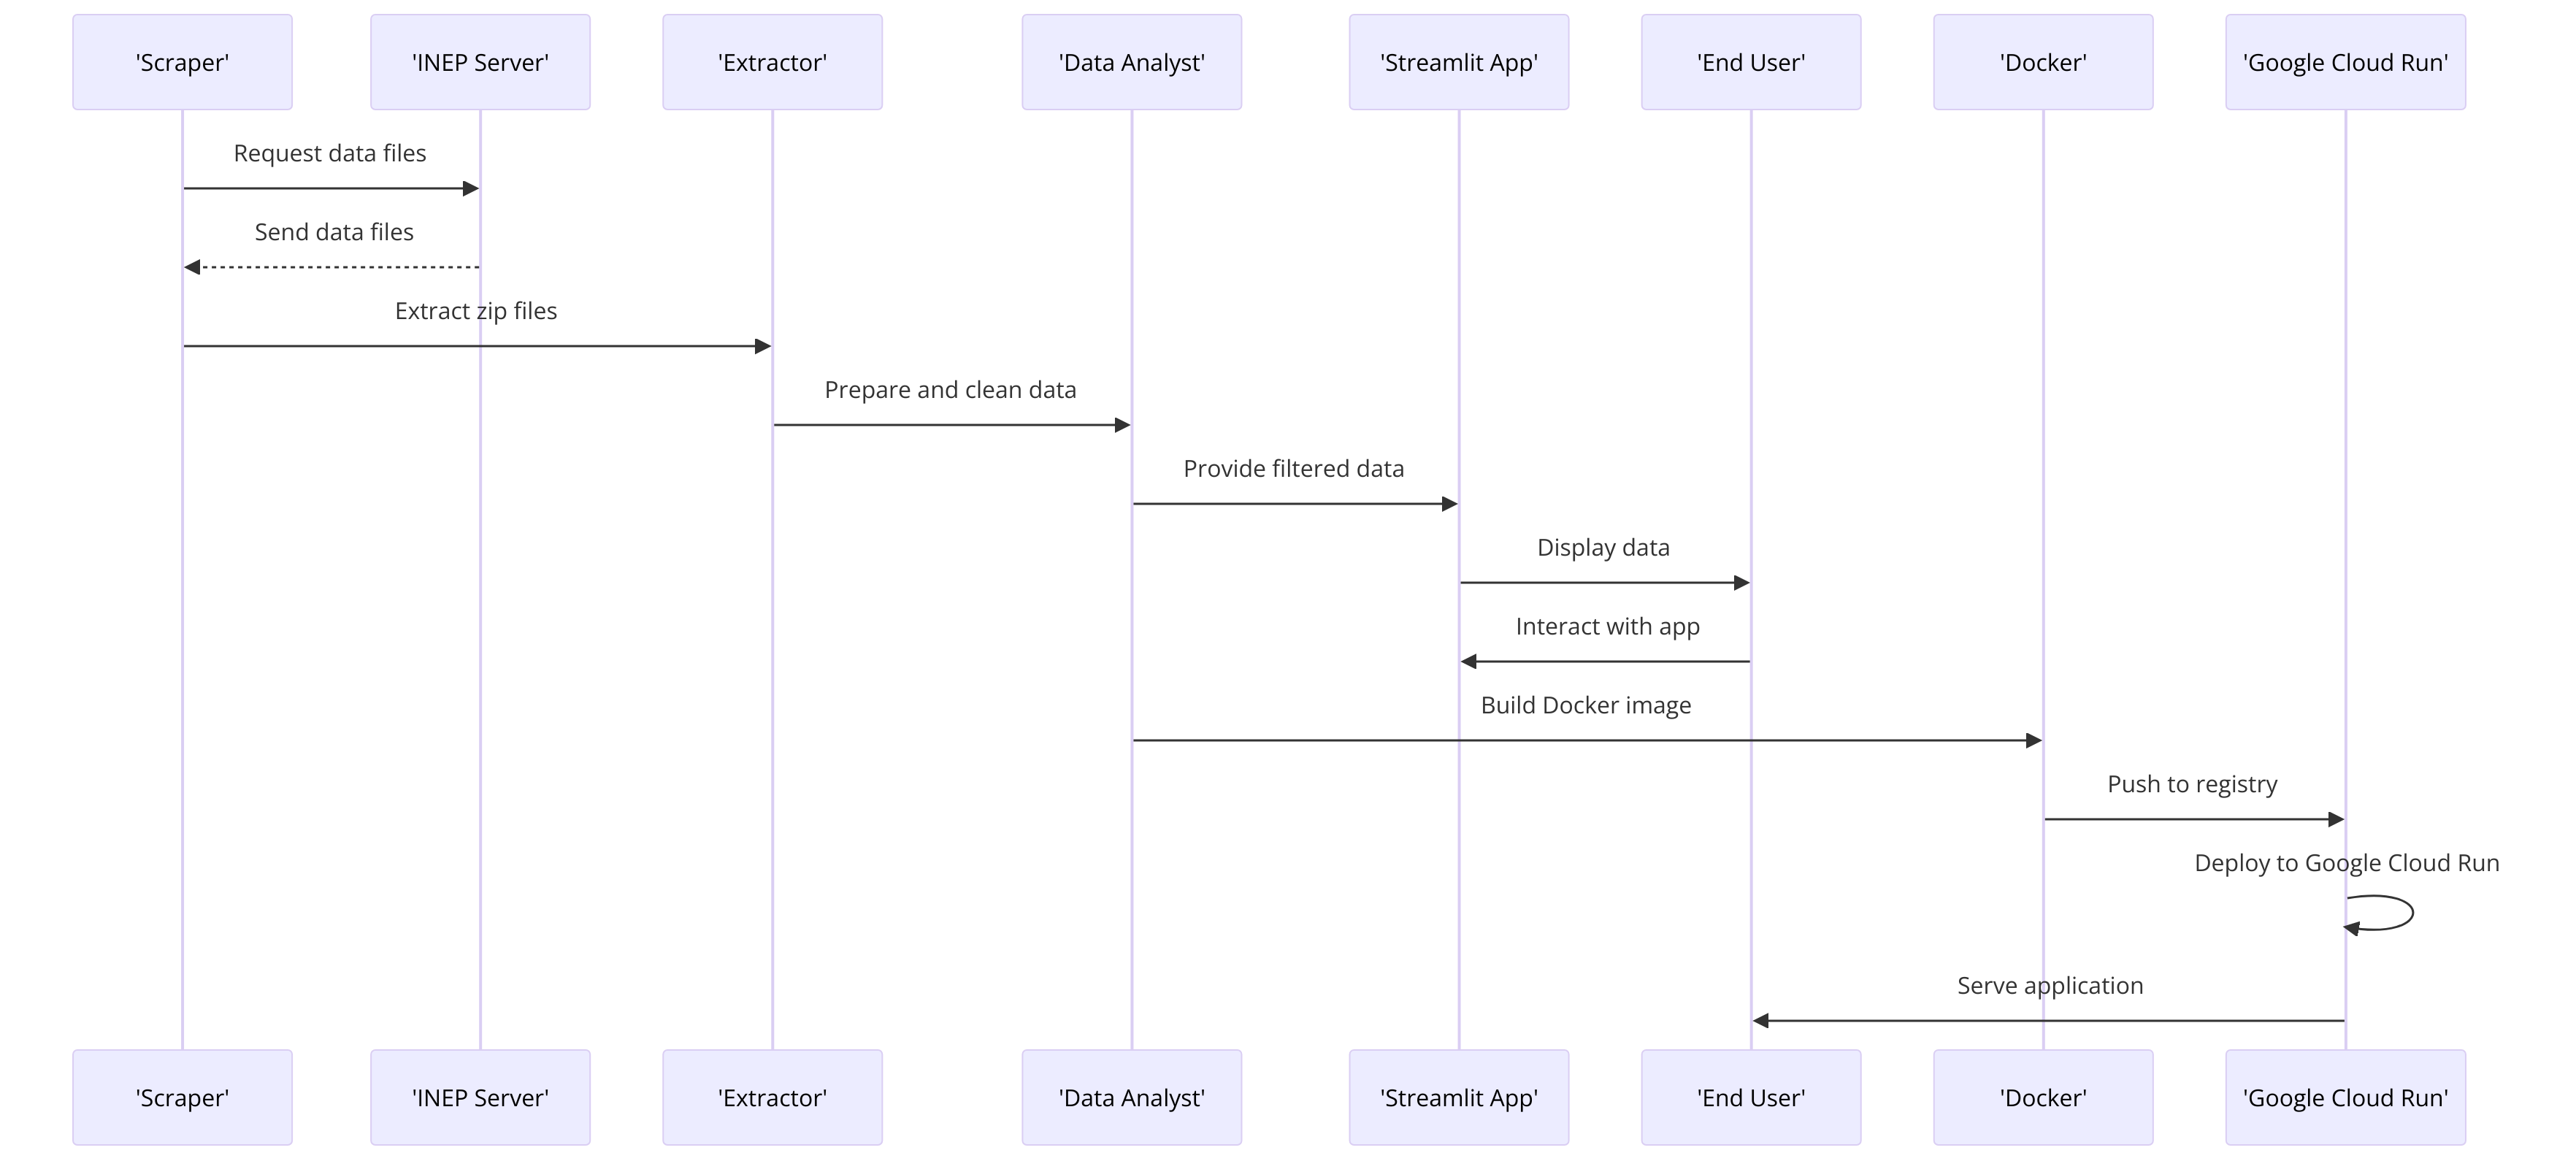 'Scraper'
'INEP Server'
'Extractor'
'Data Analyst'
'Streamlit App'
'End User'
'Docker'
'Google Cloud Run'
Request data files
Send data files
Extract zip files
Prepare and clean data
Provide filtered data
Display data
Interact with app
Build Docker image
Push to registry
Deploy to Google Cloud Run
Serve application
'Scraper'
'INEP Server'
'Extractor'
'Data Analyst'
'Streamlit App'
'End User'
'Docker'
'Google Cloud Run'